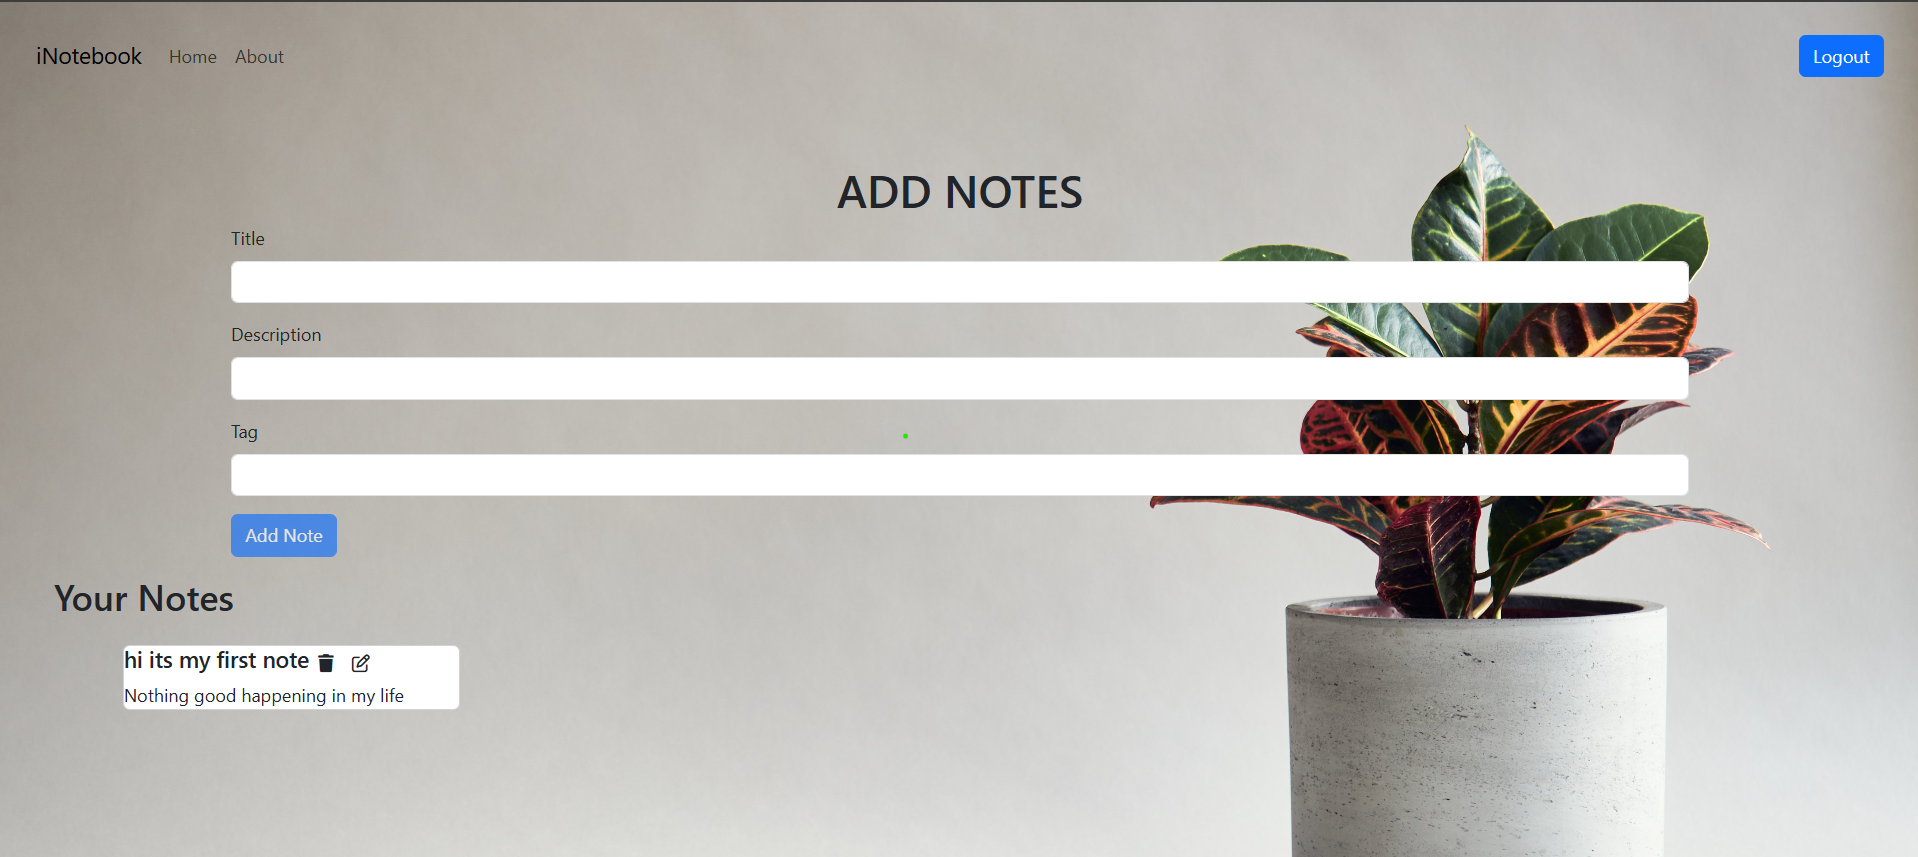 iNotebook Home About Logout
ADD NOTES
Title
Description
Tag
Add Note
Your Notes
hi its my first note
Nothing good happening in my life